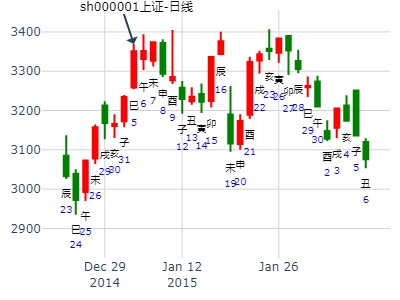 sh000001上证-日线
3400
3300
3200
3100
3000
2900
辰
23
巳
24
午
25
未
26
戌
29
亥
30
子
31
巳
5
午
6
未
7
申
8
酉
9
子
12
丑
13
寅
14
卯
15
辰
16
未
19
申
20
酉
21
戌
22
亥
23
寅
26
卯
27
辰
28
巳
29
午
30
酉
2
戌
3
亥
4
子
5
丑
6
Dec 29
2014
Jan 12
2015
Jan 26